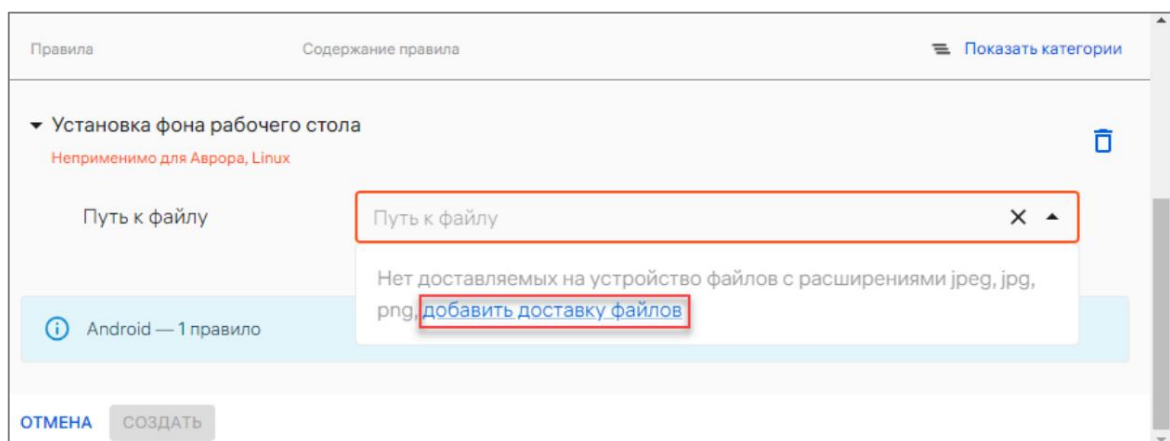 Правила Содержание правила Показать категории
Установка фона рабочего стола
Неприменимо для Аврора, Linux
Путь к файлу Путь к файлу
Нет доставляемых на устройство файлов с расширениями jpeg, jpg,
png, добавить доставку файлов
Android — 1 правило
ОТМЕНА СОЗДАТЬ